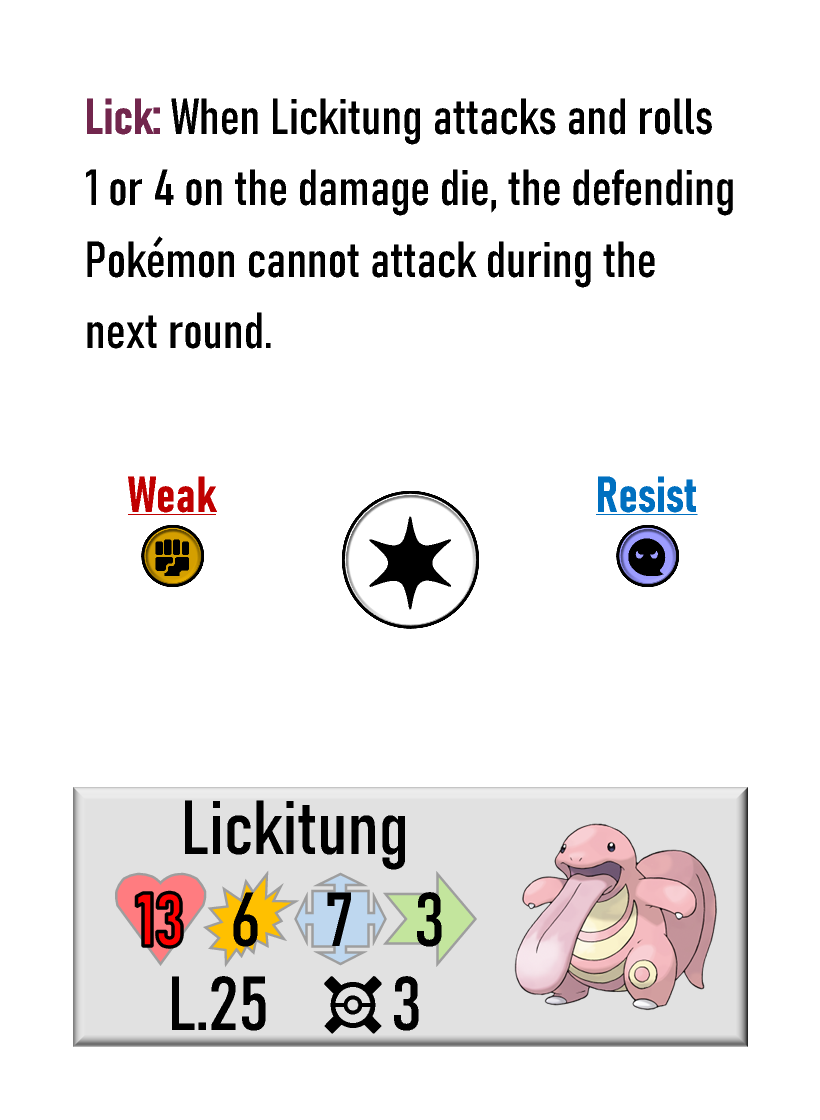 Lick: When Lickitung attacks and rolls
1 or 4 on the damage die, the defending
Pokémon cannot attack during the
next round.
Weak
Resist
Lickitung
13 6 7 3
L.25 3